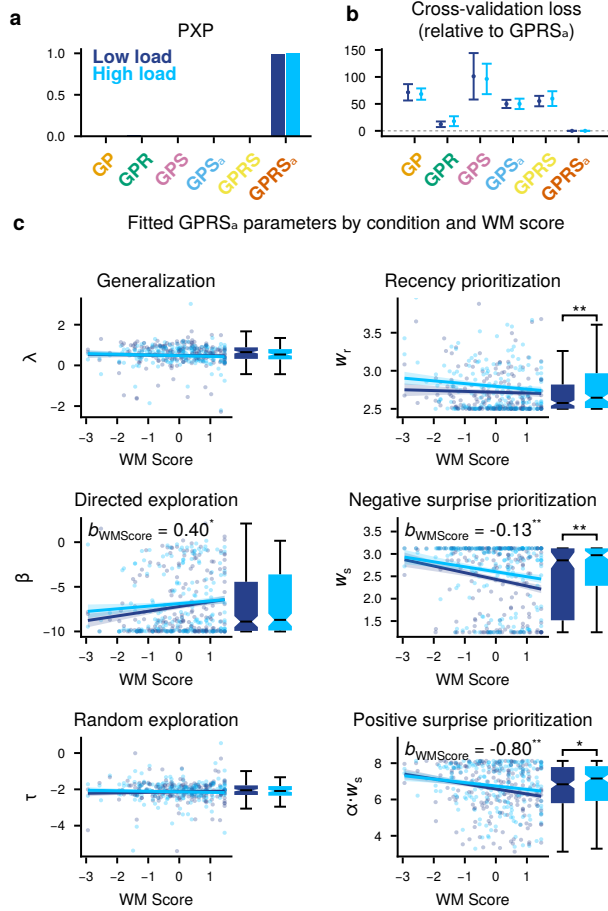 a
PXP
1.0
0.5
0.0
Low load
High load
GP
GPR
GPS
GPSₐ
GPRS
GPRSₐ
b
Cross-validation loss
(relative to GPRSₐ)
150
100
50
0
GP
GPR
GPS
GPSₐ
GPRS
GPRSₐ
c
Fitted GPRSₐ parameters by condition and WM score
Generalization
λ
2
0
−2
−3 −2 −1 0 1
WM Score
Recency prioritization
wᵣ
3.5
3.0
2.5
**
−3 −2 −1 0 1
WM Score
Directed exploration
b_WMScore = 0.40*
β
0
−5
−10
−3 −2 −1 0 1
WM Score
Negative surprise prioritization
b_WMScore = -0.13**
**
wₛ
3.0
2.5
2.0
1.5
−3 −2 −1 0 1
WM Score
Random exploration
τ
0
−2
−4
−3 −2 −1 0 1
WM Score
Positive surprise prioritization
b_WMScore = -0.80**
*
α·wₛ
8
6
4
−3 −2 −1 0 1
WM Score